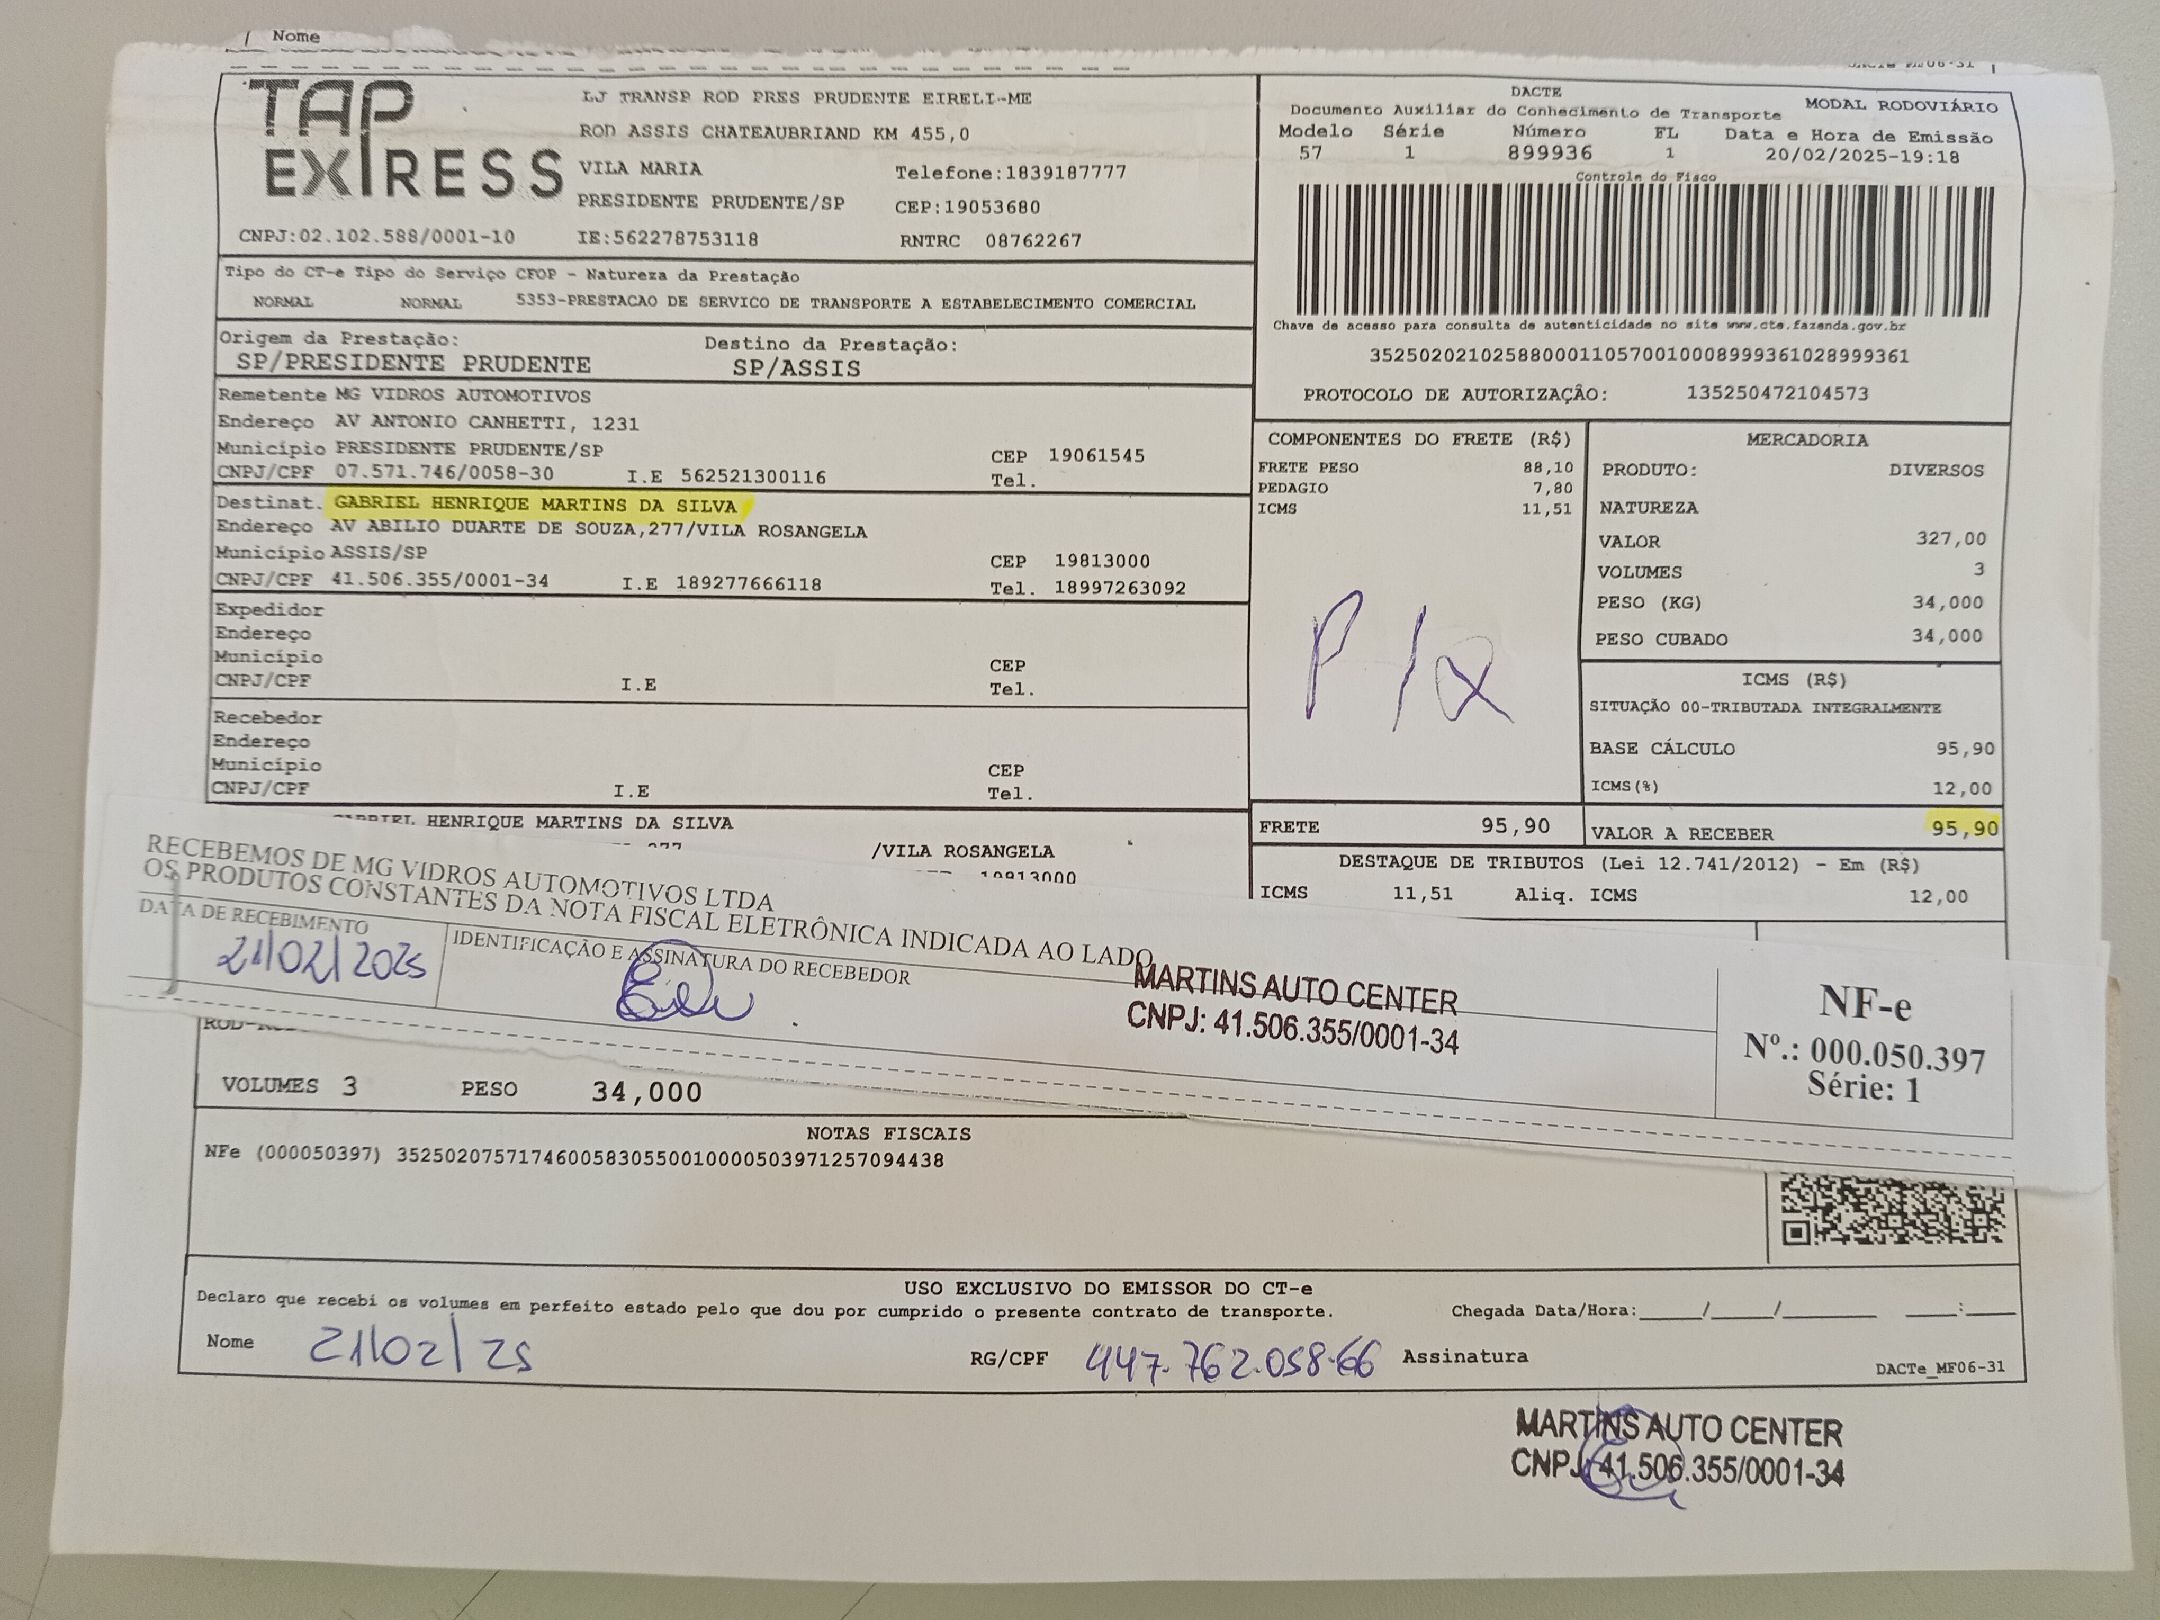 Nome
TAP EXPRESS
LJ TRANSP ROD PRES PRUDENTE EIRELI-ME
ROD ASSIS CHATEAUBRIAND KM 455,0
VILA MARIA Telefone:1839187777
PRESIDENTE PRUDENTE/SP CEP:19053680
CNPJ:02.102.588/0001-10 IE:562278753118 RNTRC 08762267
DACTE
Documento Auxiliar do Conhecimento de Transporte MODAL RODOVIÁRIO
Modelo Série Número FL Data e Hora de Emissão
57 1 899936 1 20/02/2025-19:18
Controle do Fisco
Chave de acesso para consulta de autenticidade no site www.cte.fazenda.gov.br
35250202102588000110570010008999361028999361
PROTOCOLO DE AUTORIZAÇÂO: 135250472104573
Tipo do CT-e Tipo do Serviço CFOP - Natureza da Prestação
NORMAL NORMAL 5353-PRESTACAO DE SERVICO DE TRANSPORTE A ESTABELECIMENTO COMERCIAL
Origem da Prestação: Destino da Prestação:
SP/PRESIDENTE PRUDENTE SP/ASSIS
Remetente MG VIDROS AUTOMOTIVOS
Endereço AV ANTONIO CANHETTI, 1231
Município PRESIDENTE PRUDENTE/SP CEP 19061545
CNPJ/CPF 07.571.746/0058-30 I.E 562521300116 Tel.
Destinat. GABRIEL HENRIQUE MARTINS DA SILVA
Endereço AV ABILIO DUARTE DE SOUZA,277/VILA ROSANGELA
Município ASSIS/SP CEP 19813000
CNPJ/CPF 41.506.355/0001-34 I.E 189277666118 Tel. 18997263092
Expedidor
Endereço
Município CEP
CNPJ/CPF I.E Tel.
Recebedor
Endereço
Município CEP
CNPJ/CPF I.E Tel.
HENRIQUE MARTINS DA SILVA
/VILA ROSANGELA
COMPONENTES DO FRETE (R$)
FRETE PESO 88,10
PEDAGIO 7,80
ICMS 11,51
PIX
MERCADORIA
PRODUTO: DIVERSOS
NATUREZA
VALOR 327,00
VOLUMES 3
PESO (KG) 34,000
PESO CUBADO 34,000
ICMS (R$)
SITUAÇÃO 00-TRIBUTADA INTEGRALMENTE
BASE CÁLCULO 95,90
ICMS(%) 12,00
FRETE 95,90 VALOR A RECEBER 95,90
DESTAQUE DE TRIBUTOS (Lei 12.741/2012) - Em (R$)
ICMS 11,51 Aliq. ICMS 12,00
RECEBEMOS DE MG VIDROS AUTOMOTIVOS LTDA
OS PRODUTOS CONSTANTES DA NOTA FISCAL ELETRÔNICA INDICADA AO LADO
DATA DE RECEBIMENTO IDENTIFICAÇÃO E ASSINATURA DO RECEBEDOR
21/02/2025
MARTINS AUTO CENTER
CNPJ: 41.506.355/0001-34
NF-e
Nº.: 000.050.397
Série: 1
VOLUMES 3 PESO 34,000
NOTAS FISCAIS
NFe (000050397) 35250207571746005830550010000503971257094438
USO EXCLUSIVO DO EMISSOR DO CT-e
Declaro que recebi os volumes em perfeito estado pelo que dou por cumprido o presente contrato de transporte. Chegada Data/Hora:_____/_____/_______ ____:____
Nome 21/02/25 RG/CPF 447.762.058-66 Assinatura
DACTe_MF06-31
MARTINS AUTO CENTER
CNPJ: 41.506.355/0001-34